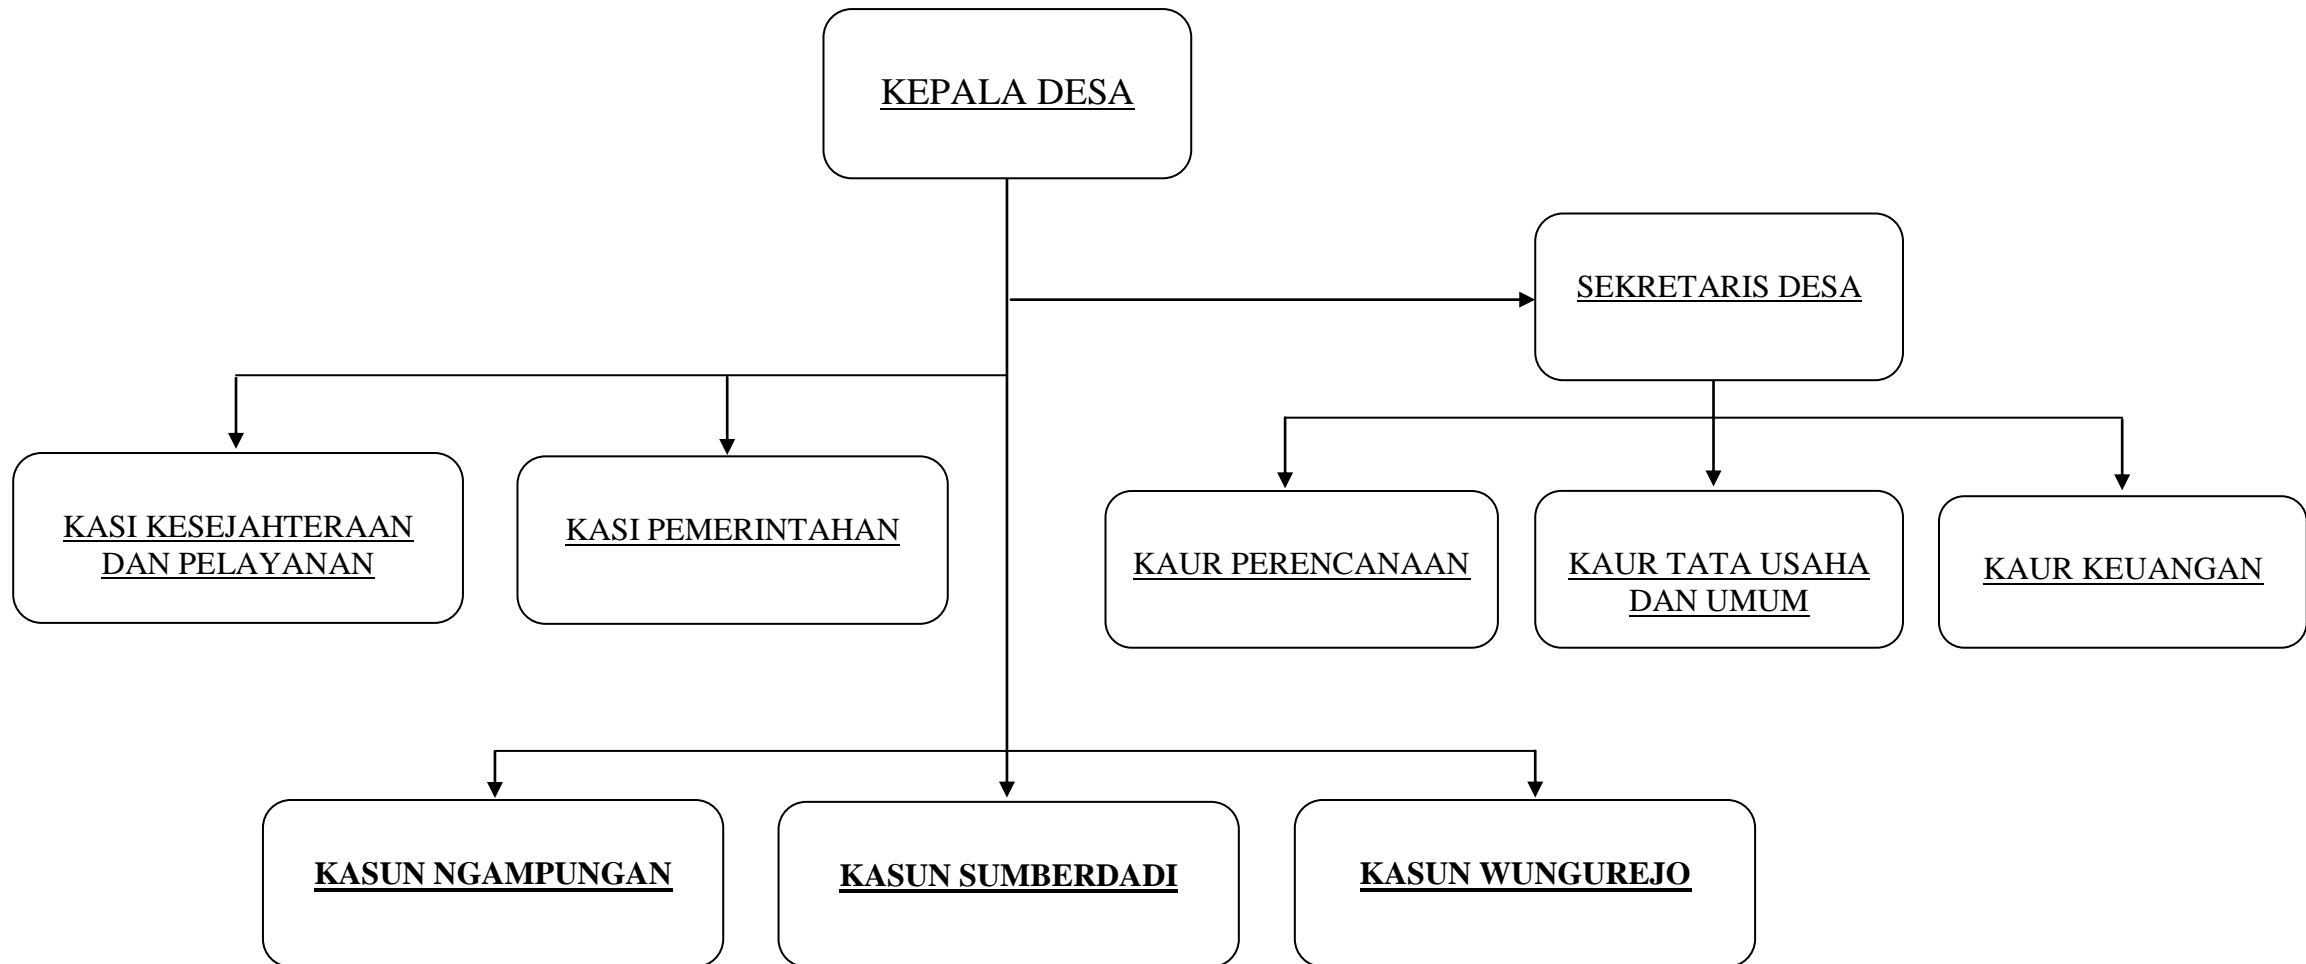 KEPALA DESA
SEKRETARIS DESA
KASI KESEJAHTERAAN
DAN PELAYANAN
KASI PEMERINTAHAN
KAUR PERENCANAAN
KAUR TATA USAHA
DAN UMUM
KAUR KEUANGAN
KASUN NGAMPUNGAN
KASUN SUMBERDADI
KASUN WUNGUREJO